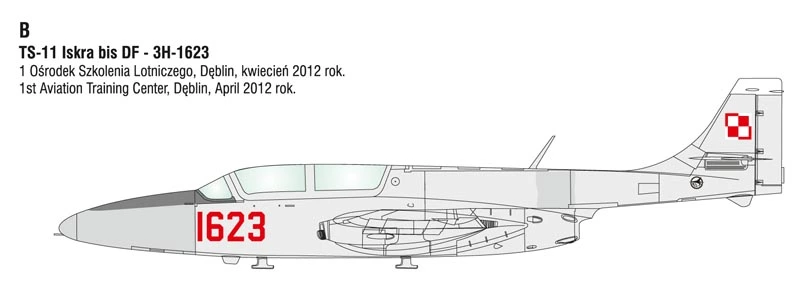 B
TS-11 Iskra bis DF - 3H-1623
1 Ośrodek Szkolenia Lotniczego, Dęblin, kwiecień 2012 rok.
1st Aviation Training Center, Dęblin, April 2012 rok.
1623